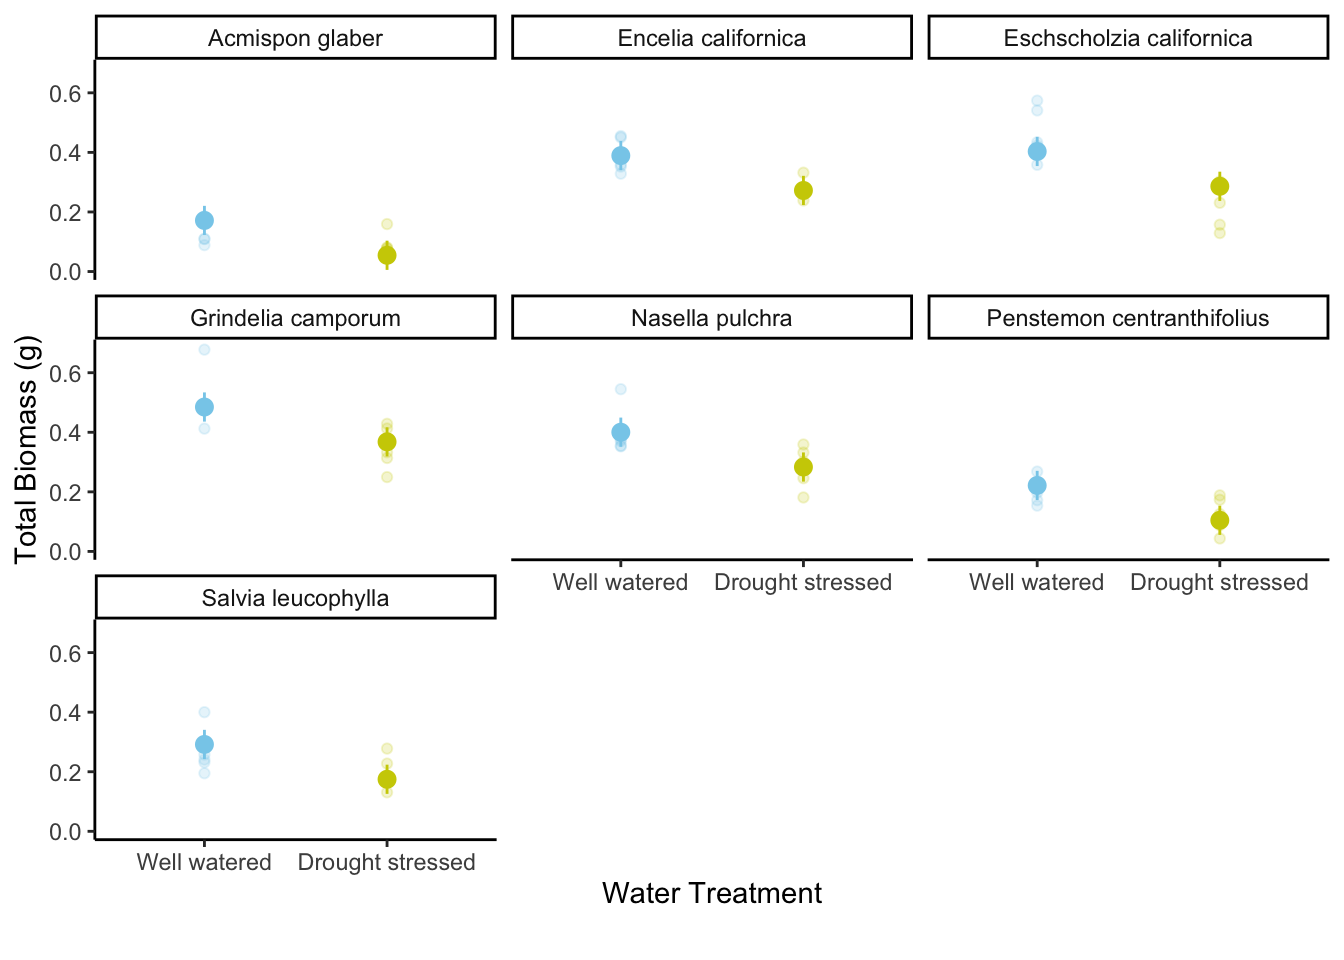 Acmispon glaber
Encelia californica
Eschscholzia californica
0.6
0.4
0.2
0.0
Grindelia camporum
Nasella pulchra
Penstemon centranthifolius
0.6
0.4
0.2
0.0
Total Biomass (g)
Well watered
Drought stressed
Well watered
Drought stressed
Salvia leucophylla
0.6
0.4
0.2
0.0
Well watered
Drought stressed
Water Treatment